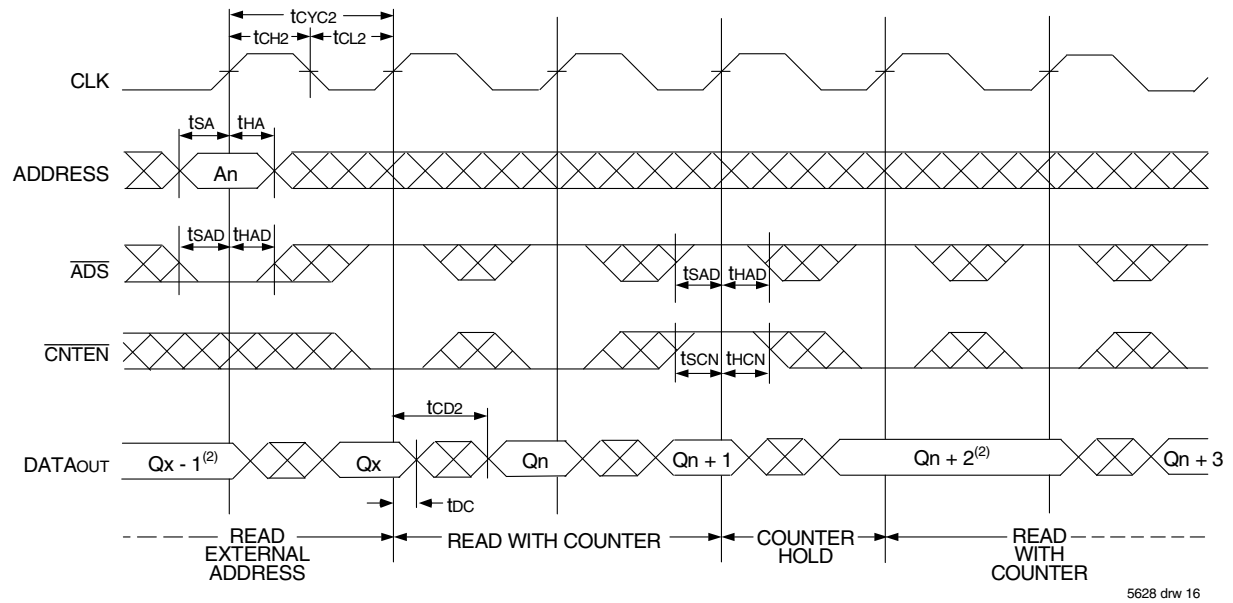 tCYC2
tCH2 tCL2
CLK
tSA tHA
ADDRESS An
tSAD tHAD
ADS tSAD tHAD
CNTEN tSCN tHCN
tCD2
DATAOUT Qx - 1(2) Qx Qn Qn + 1 Qn + 2(2) Qn + 3
tDC
READ EXTERNAL ADDRESS
READ WITH COUNTER
COUNTER HOLD
READ WITH COUNTER
5628 drw 16